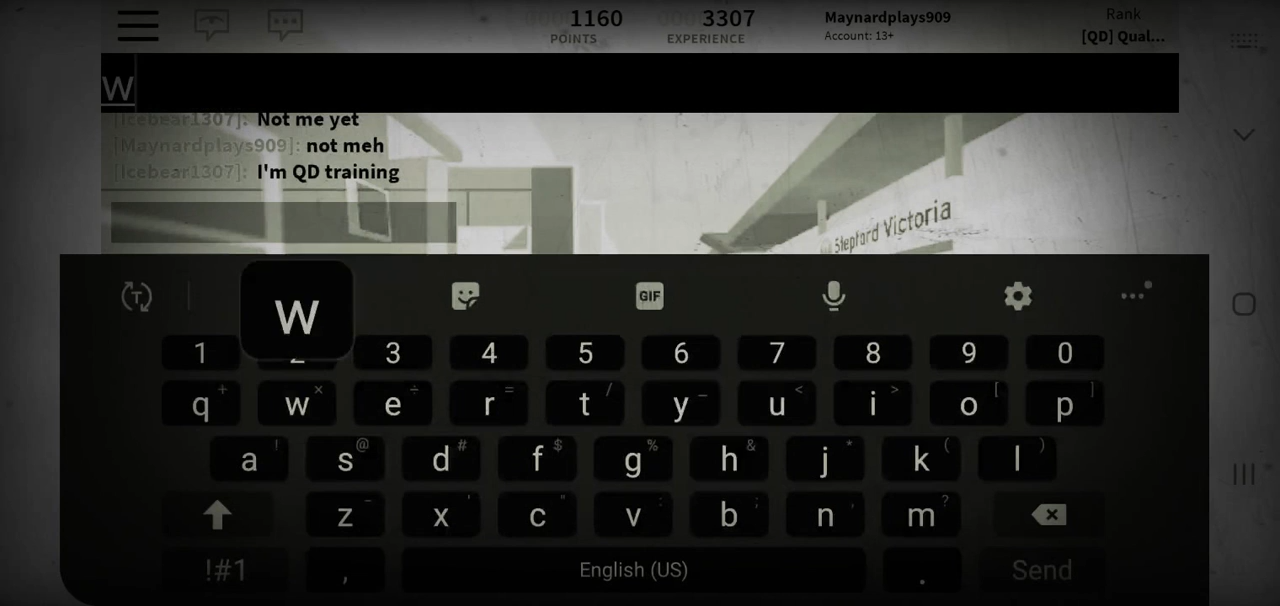 1160
POINTS
3307
EXPERIENCE
Maynardplays909
Account: 13+
Rank
[QD] Qual...
W
[Icebear1307]: Not me yet
[Maynardplays909]: not meh
[Icebear1307]: I'm QD training
Stepford Victoria
T
GIF
W
1 2 3 4 5 6 7 8 9 0
+ × ÷ = / _ < > [ ]
q w e r t y u i o p
! @ # $ % & * ( )
a s d f g h j k l
- ' " : ; , ?
z x c v b n m
!#1 , English (US) . Send